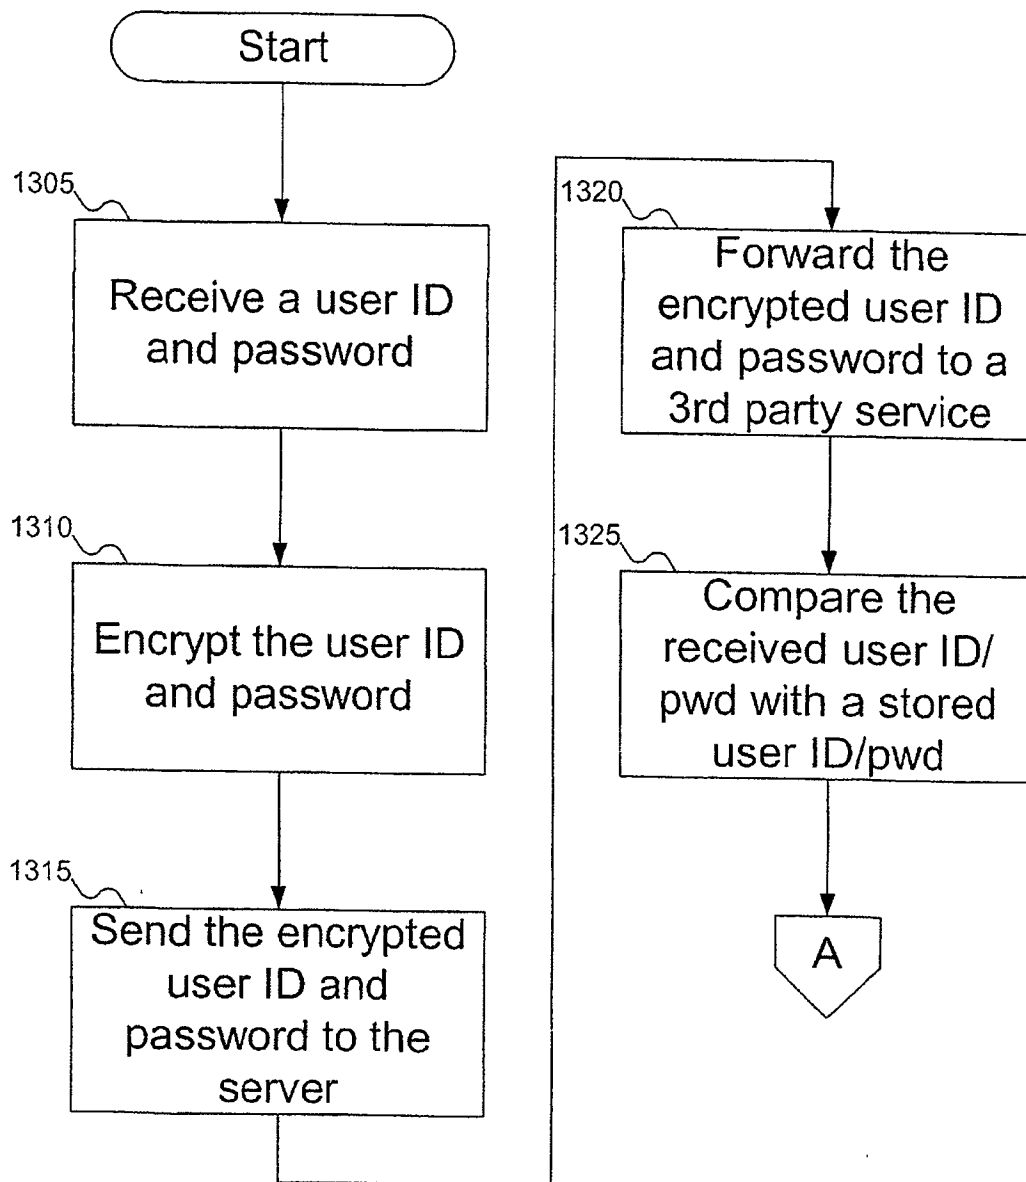 Start
1305
Receive a user ID
and password
1310
Encrypt the user ID
and password
1315
Send the encrypted
user ID and
password to the
server
1320
Forward the
encrypted user ID
and password to a
3rd party service
1325
Compare the
received user ID/
pwd with a stored
user ID/pwd
A